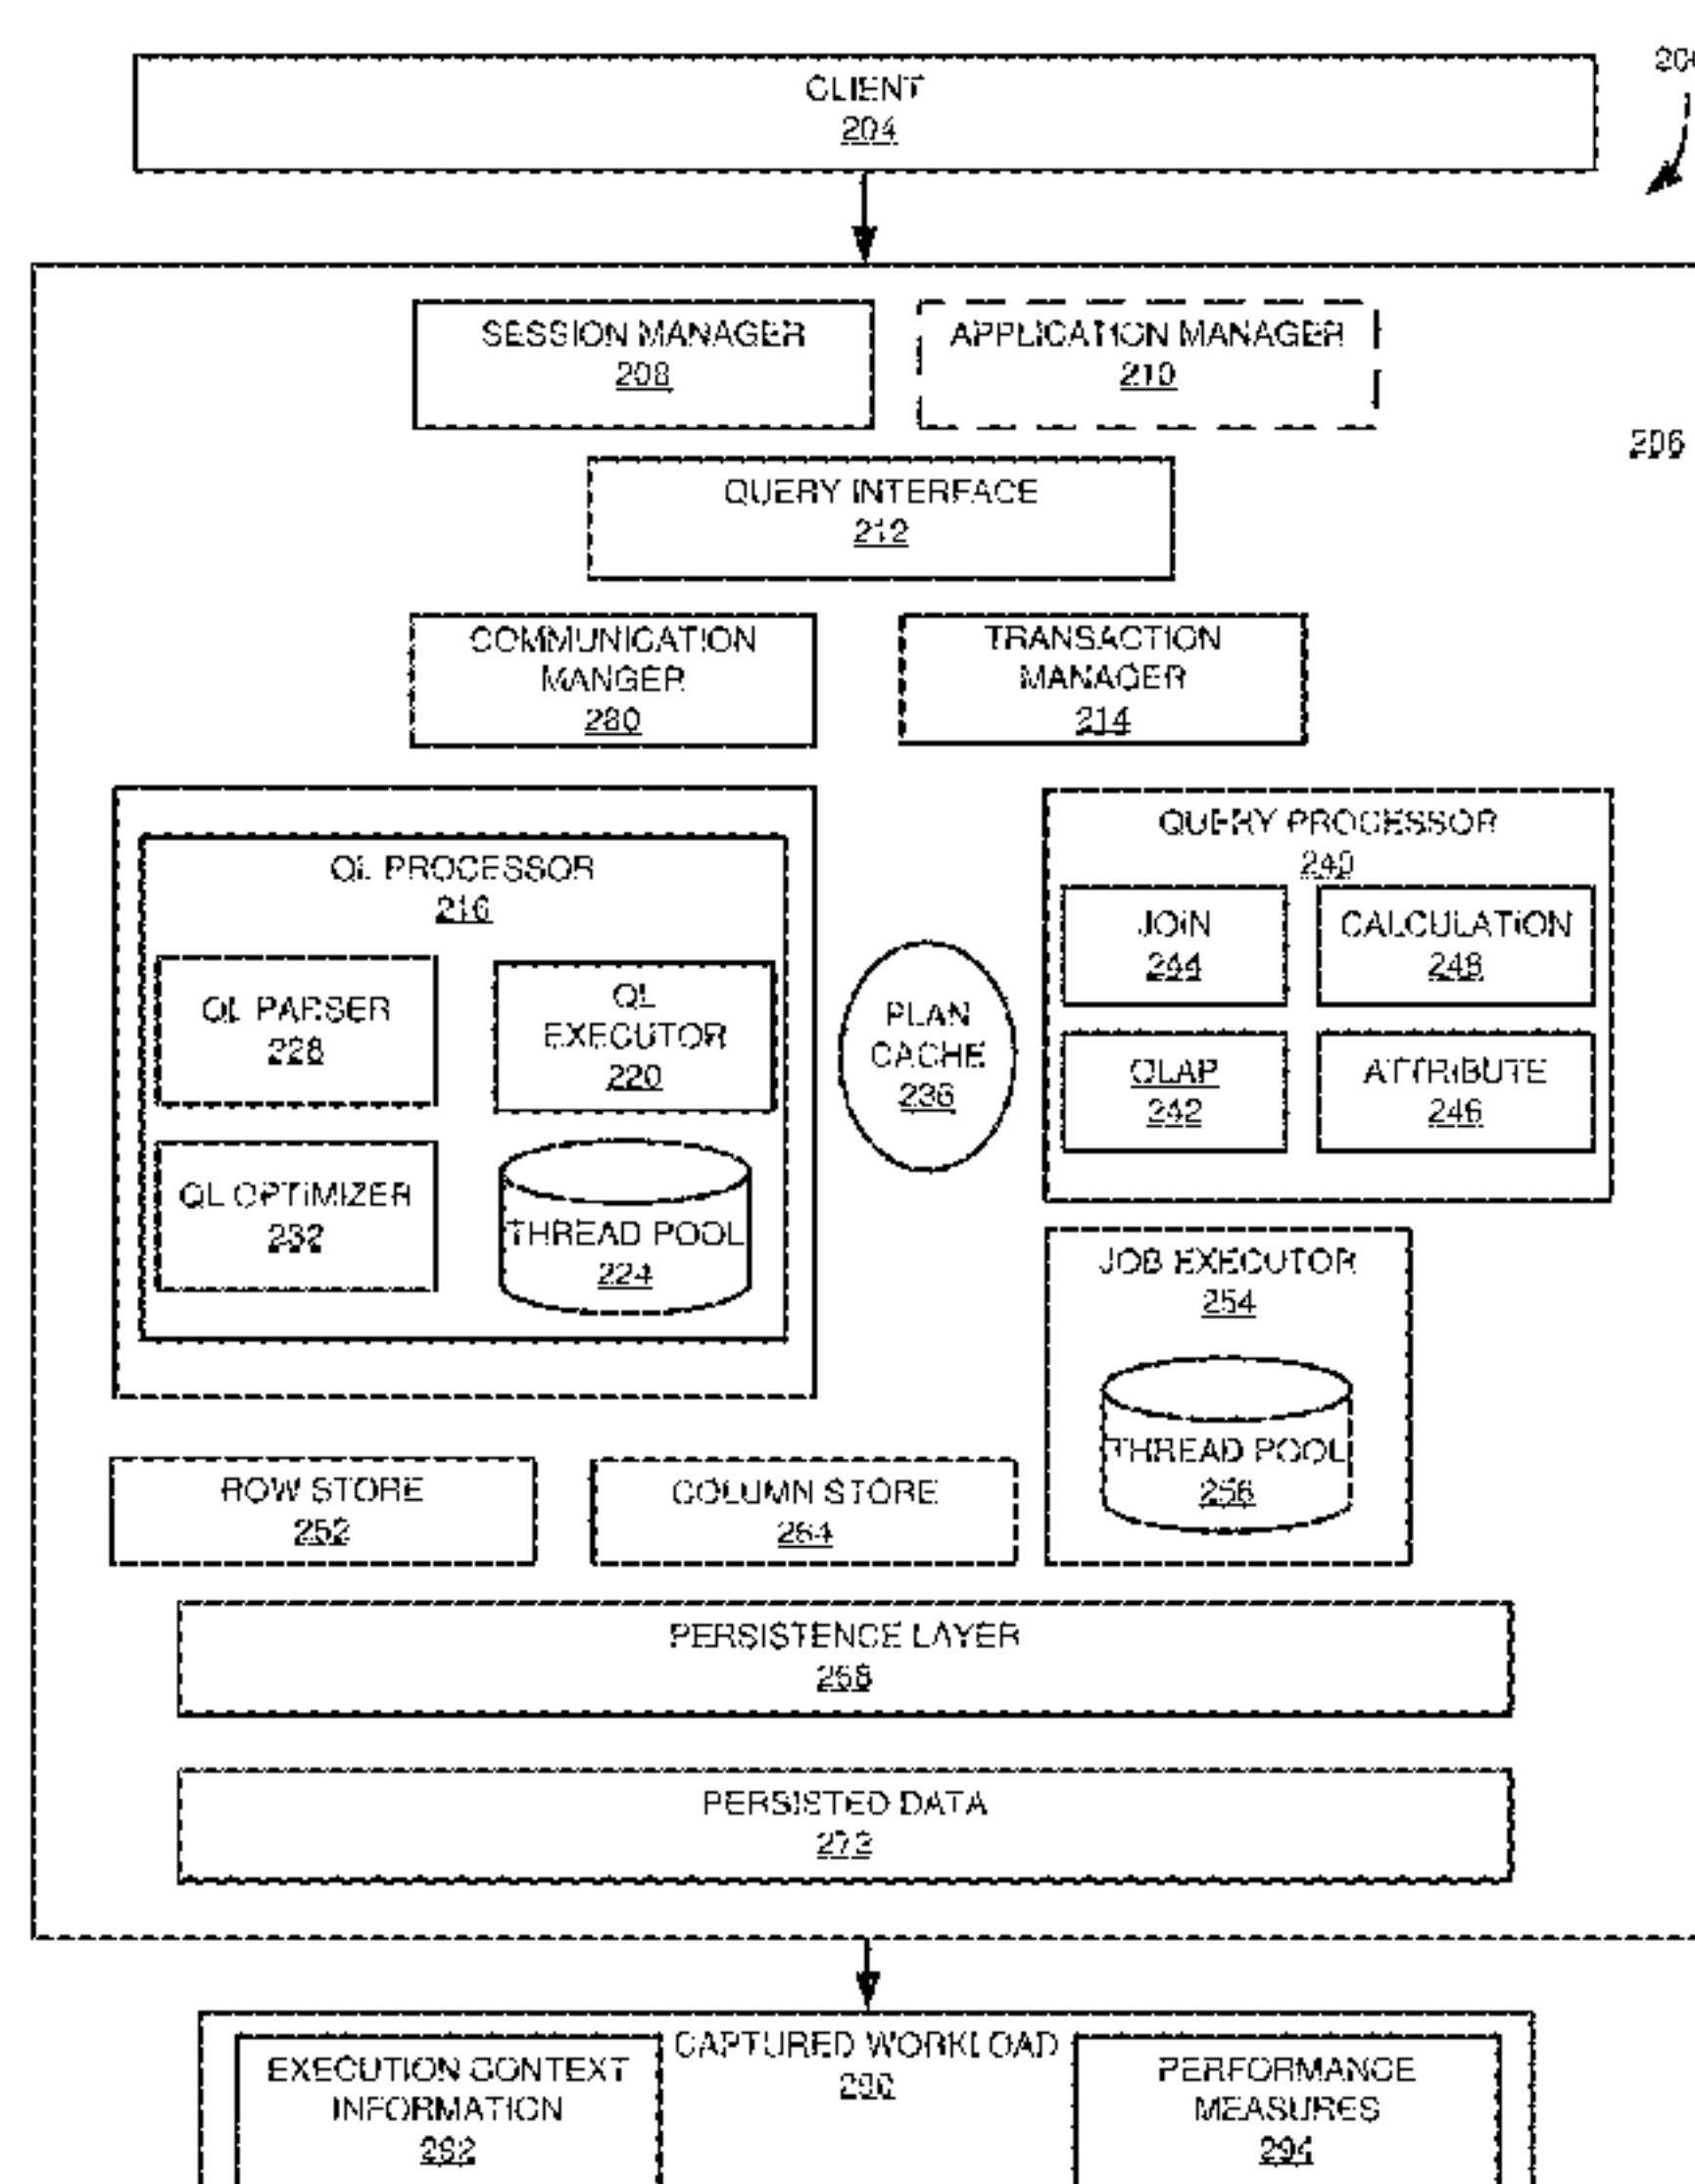 CLIENT
204
206
SESSION MANAGER
208
APPLICATION MANAGER
210
QUERY INTERFACE
212
COMMUNICATION
MANGER
280
TRANSACTION
MANAGER
214
QL PROCESSOR
216
QL PARSER
228
QL
EXECUTOR
220
QL OPTIMIZER
232
THREAD POOL
224
PLAN
CACHE
236
QUERY PROCESSOR
240
JOIN
244
CALCULATION
248
OLAP
242
ATTRIBUTE
246
JOB EXECUTOR
254
THREAD POOL
256
ROW STORE
COLUMN STORE
264
PERSISTENCE LAYER
268
PERSISTED DATA
272
CAPTURED WORKLOAD
290
EXECUTION CONTEXT
INFORMATION
292
PERFORMANCE
MEASURES
294